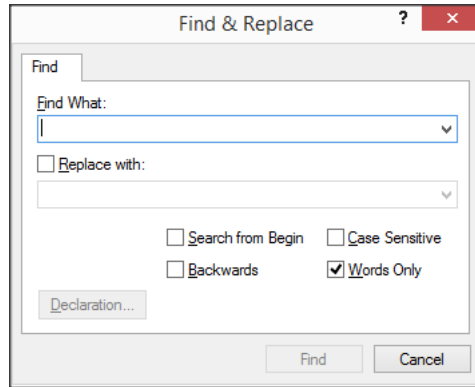 Find & Replace ?
Find
Find What:
Replace with:
Search from Begin Case Sensitive
Backwards Words Only
Declaration...
Find Cancel